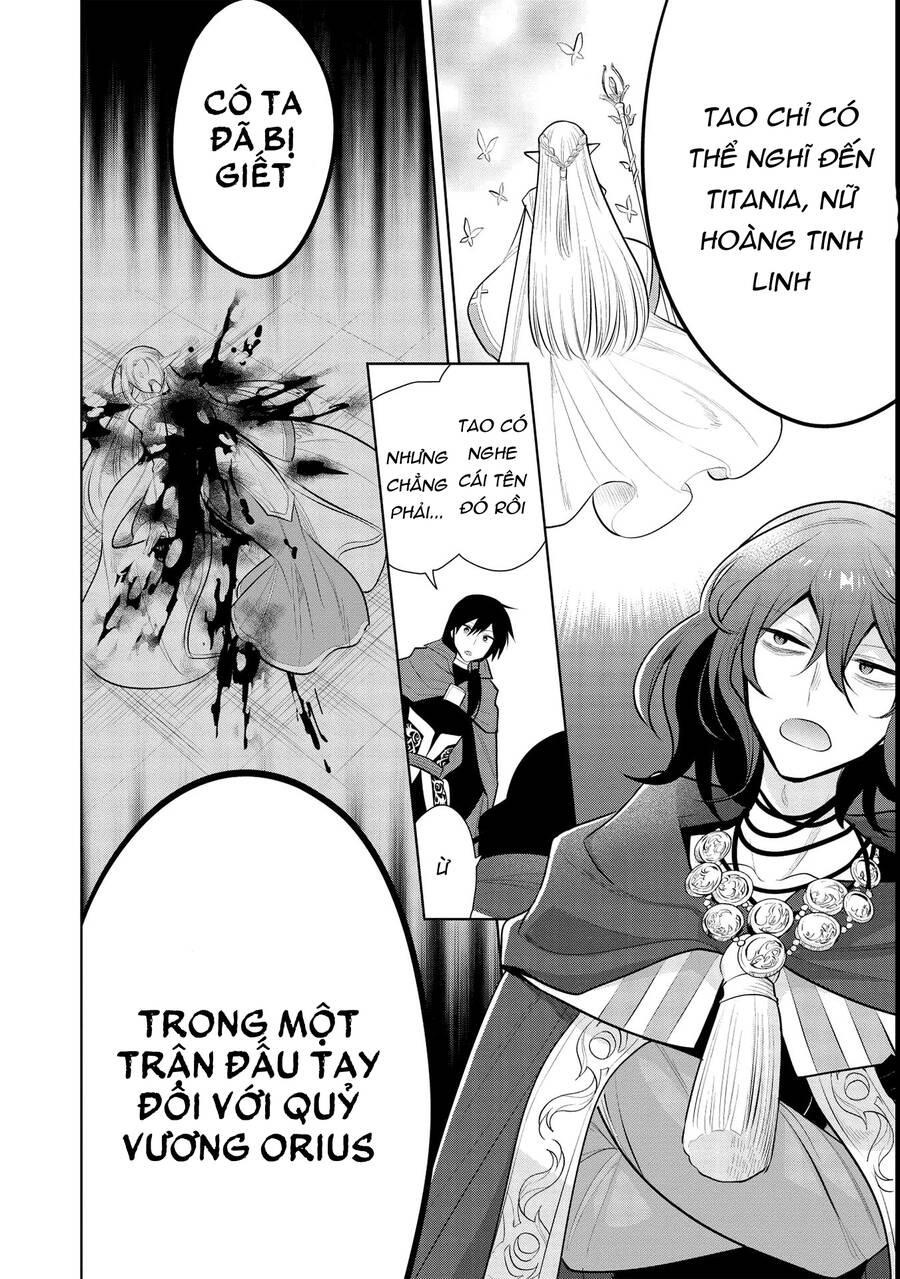 TAO CHỈ CÓ
THỂ NGHĨ ĐẾN
TITANIA, NỮ
HOÀNG TINH
LINH
TAO CÓ
NGHE
CÁI TÊN
ĐÓ RỒI
NHƯNG
CHẲNG
PHẢI...
Ừ
CÔ TA
ĐÃ BỊ
GIẾT
TRONG MỘT
TRẬN ĐẤU TAY
ĐÔI VỚI QUỶ
VƯƠNG ORIUS